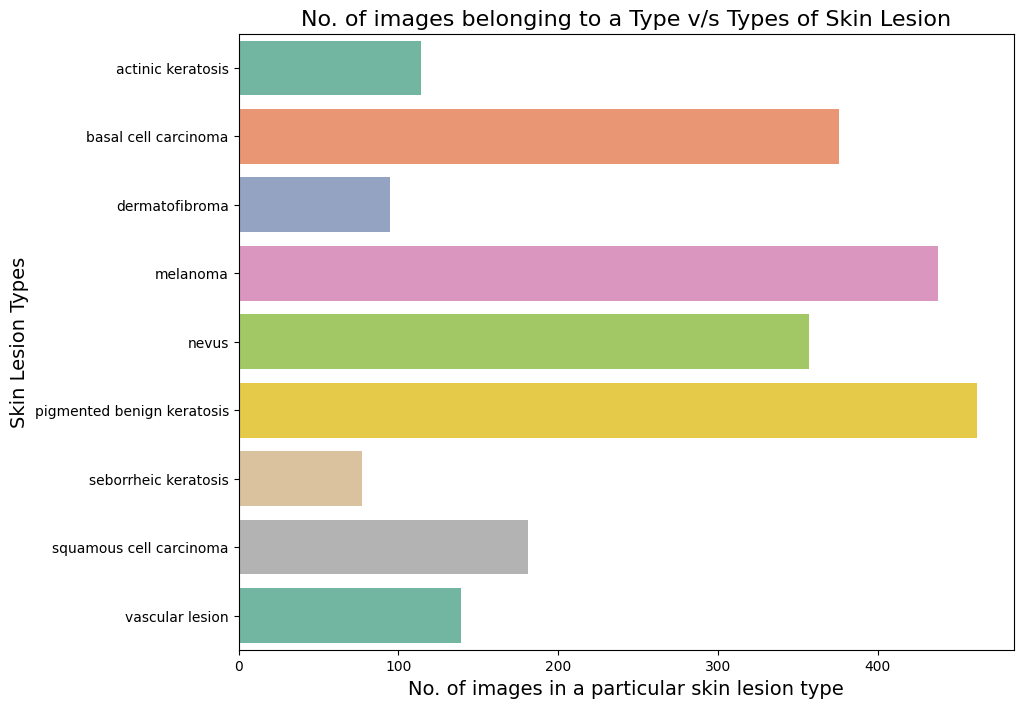 No. of images belonging to a Type v/s Types of Skin Lesion
Skin Lesion Types
actinic keratosis
basal cell carcinoma
dermatofibroma
melanoma
nevus
pigmented benign keratosis
seborrheic keratosis
squamous cell carcinoma
vascular lesion
0 100 200 300 400
No. of images in a particular skin lesion type